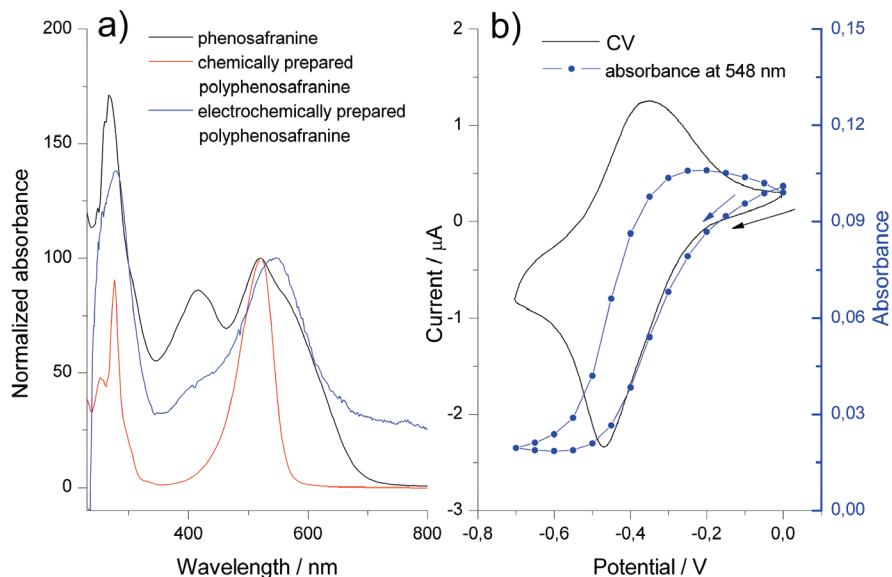 a)
phenosafranine
chemically prepared
polyphenosafranine
electrochemically prepared
polyphenosafranine
Normalized absorbance
200
150
100
50
0
400
600
800
Wavelength / nm
b)
CV
absorbance at 548 nm
Current / µA
2
1
0
-1
-2
-3
-0,8
-0,6
-0,4
-0,2
0,0
Potential / V
0,15
0,12
0,09
0,06
0,03
0,00
Absorbance